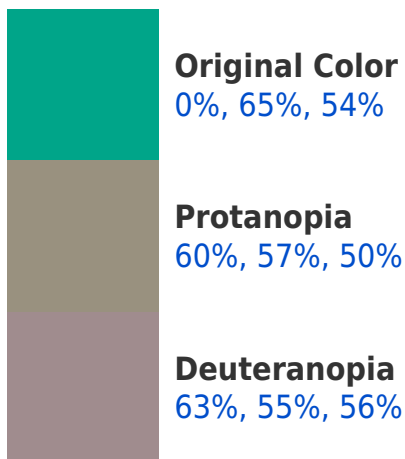 Original Color
0%, 65%, 54%
Protanopia
60%, 57%, 50%
Deuteranopia
63%, 55%, 56%